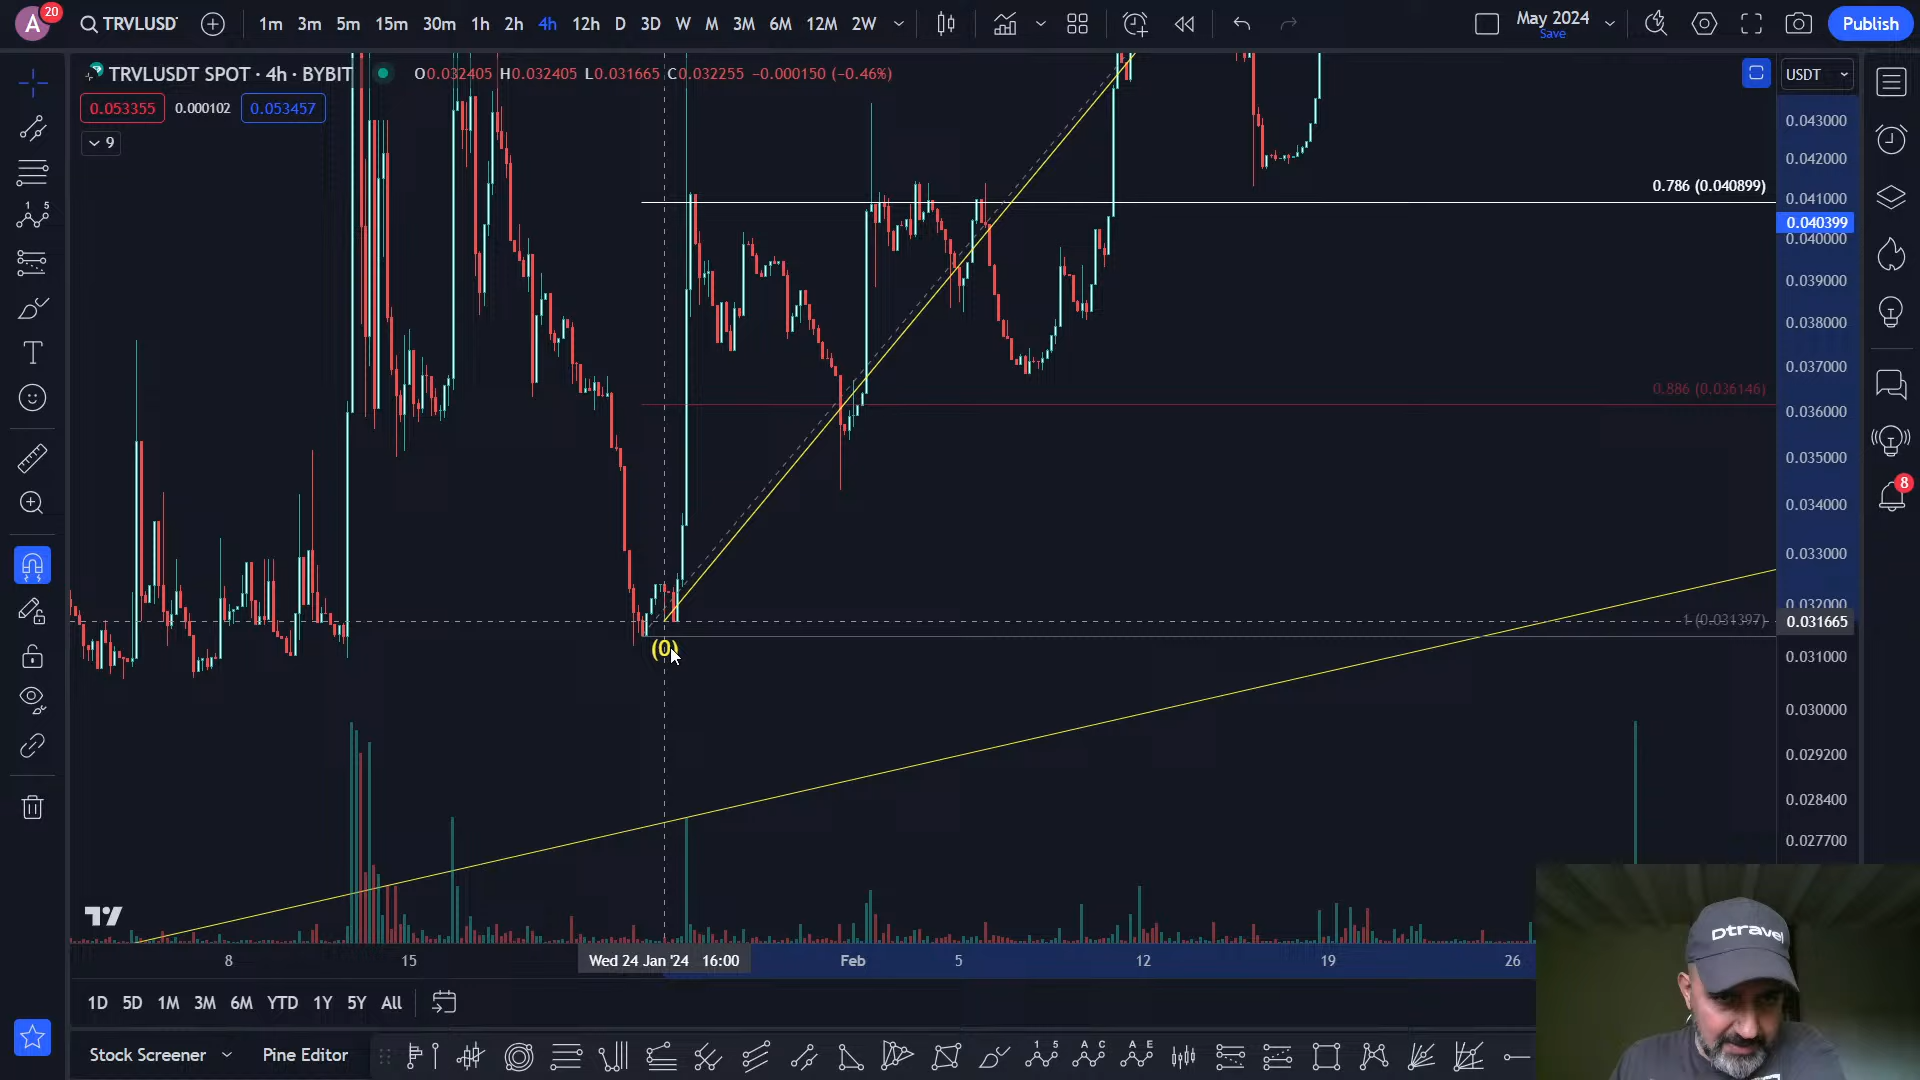 A
20
TRVLUSDT
1m 3m 5m 15m 30m 1h 2h 4h 12h D 3D W M 3M 6M 12M 2W
May 2024
Save
Publish
TRVLUSDT SPOT · 4h · BYBIT
O0.032405 H0.032405 L0.031665 C0.032255 −0.000150 (−0.46%)
USDT
0.053355
0.000102
0.053457
9
0.043000
0.042000
0.786 (0.040899)
0.041000
0.040399
0.040000
0.039000
0.038000
0.037000
0.886 (0.036146)
0.036000
0.035000
8
0.034000
0.033000
0.032000
1 (0.031397)
0.031665
(0)
0.031000
0.030000
0.029200
0.028400
0.027700
Dtravel
8
15
Wed 24 Jan '24 16:00
Feb
5
12
19
26
1D 5D 1M 3M 6M YTD 1Y 5Y All
Stock Screener
Pine Editor